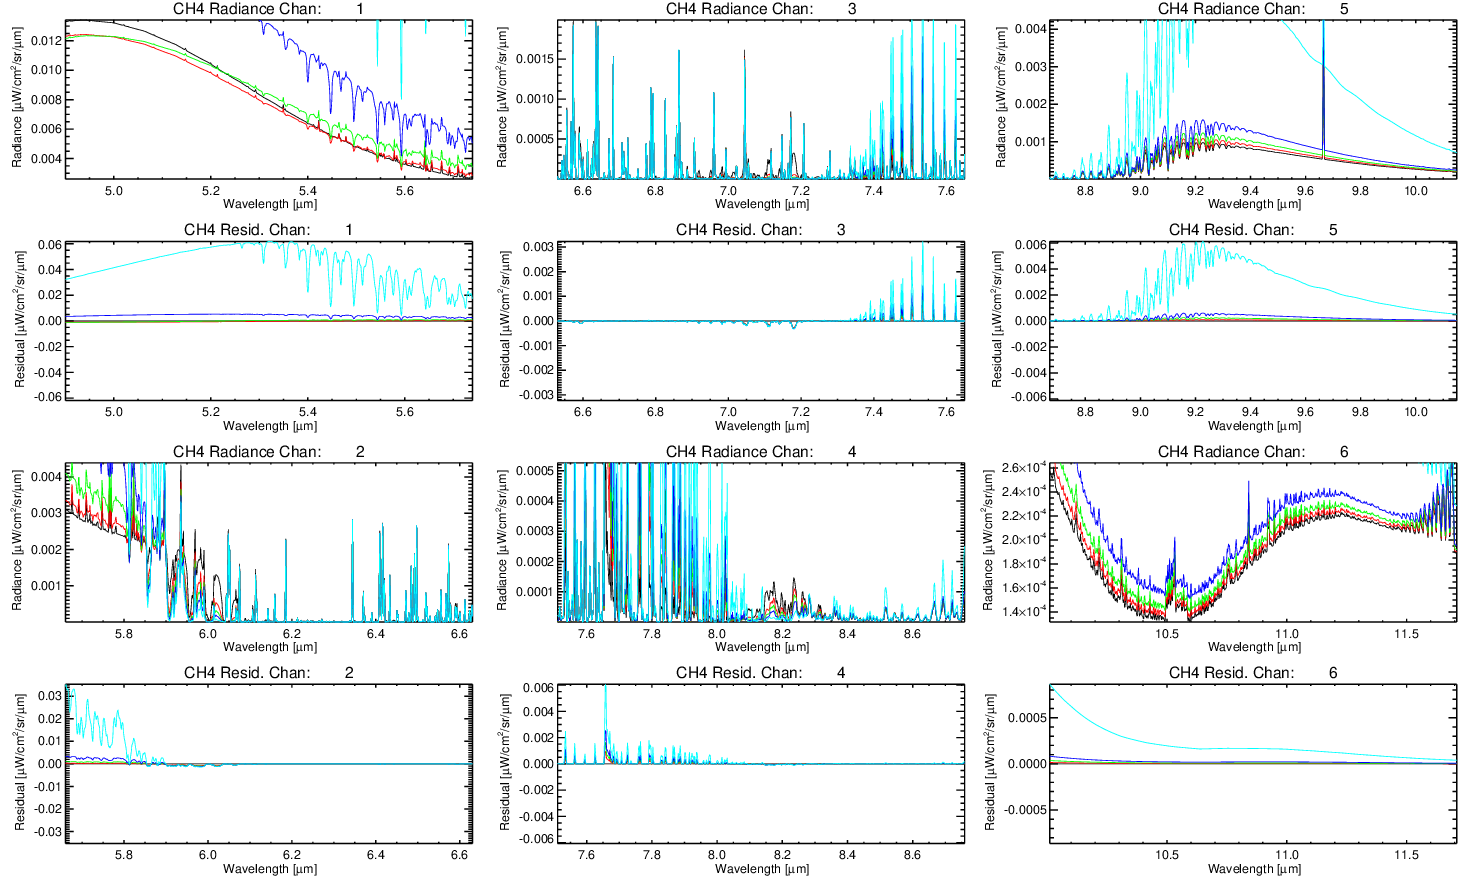 CH4 Radiance Chan: 1
Radiance [μW/cm²/sr/μm]
0.012
0.010
0.008
0.006
0.004
5.0 5.2 5.4 5.6
Wavelength [μm]
CH4 Radiance Chan: 3
Radiance [μW/cm²/sr/μm]
0.0015
0.0010
0.0005
6.6 6.8 7.0 7.2 7.4 7.6
Wavelength [μm]
CH4 Radiance Chan: 5
Radiance [μW/cm²/sr/μm]
0.004
0.003
0.002
0.001
8.8 9.0 9.2 9.4 9.6 9.8 10.0
Wavelength [μm]
CH4 Resid. Chan: 1
Residual [μW/cm²/sr/μm]
0.06
0.04
0.02
0.00
-0.02
-0.04
-0.06
5.0 5.2 5.4 5.6
Wavelength [μm]
CH4 Resid. Chan: 3
Residual [μW/cm²/sr/μm]
0.003
0.002
0.001
0.000
-0.001
-0.002
-0.003
6.6 6.8 7.0 7.2 7.4 7.6
Wavelength [μm]
CH4 Resid. Chan: 5
Residual [μW/cm²/sr/μm]
0.006
0.004
0.002
0.000
-0.002
-0.004
-0.006
8.8 9.0 9.2 9.4 9.6 9.8 10.0
Wavelength [μm]
CH4 Radiance Chan: 2
Radiance [μW/cm²/sr/μm]
0.004
0.003
0.002
0.001
5.8 6.0 6.2 6.4 6.6
Wavelength [μm]
CH4 Radiance Chan: 4
Radiance [μW/cm²/sr/μm]
0.0005
0.0004
0.0003
0.0002
0.0001
7.6 7.8 8.0 8.2 8.4 8.6
Wavelength [μm]
CH4 Radiance Chan: 6
Radiance [μW/cm²/sr/μm]
2.6×10⁻⁴
2.4×10⁻⁴
2.2×10⁻⁴
2.0×10⁻⁴
1.8×10⁻⁴
1.6×10⁻⁴
1.4×10⁻⁴
10.5 11.0 11.5
Wavelength [μm]
CH4 Resid. Chan: 2
Residual [μW/cm²/sr/μm]
0.03
0.02
0.01
0.00
-0.01
-0.02
-0.03
5.8 6.0 6.2 6.4 6.6
Wavelength [μm]
CH4 Resid. Chan: 4
Residual [μW/cm²/sr/μm]
0.006
0.004
0.002
0.000
-0.002
-0.004
-0.006
7.6 7.8 8.0 8.2 8.4 8.6
Wavelength [μm]
CH4 Resid. Chan: 6
Residual [μW/cm²/sr/μm]
0.0005
0.0000
-0.0005
10.5 11.0 11.5
Wavelength [μm]